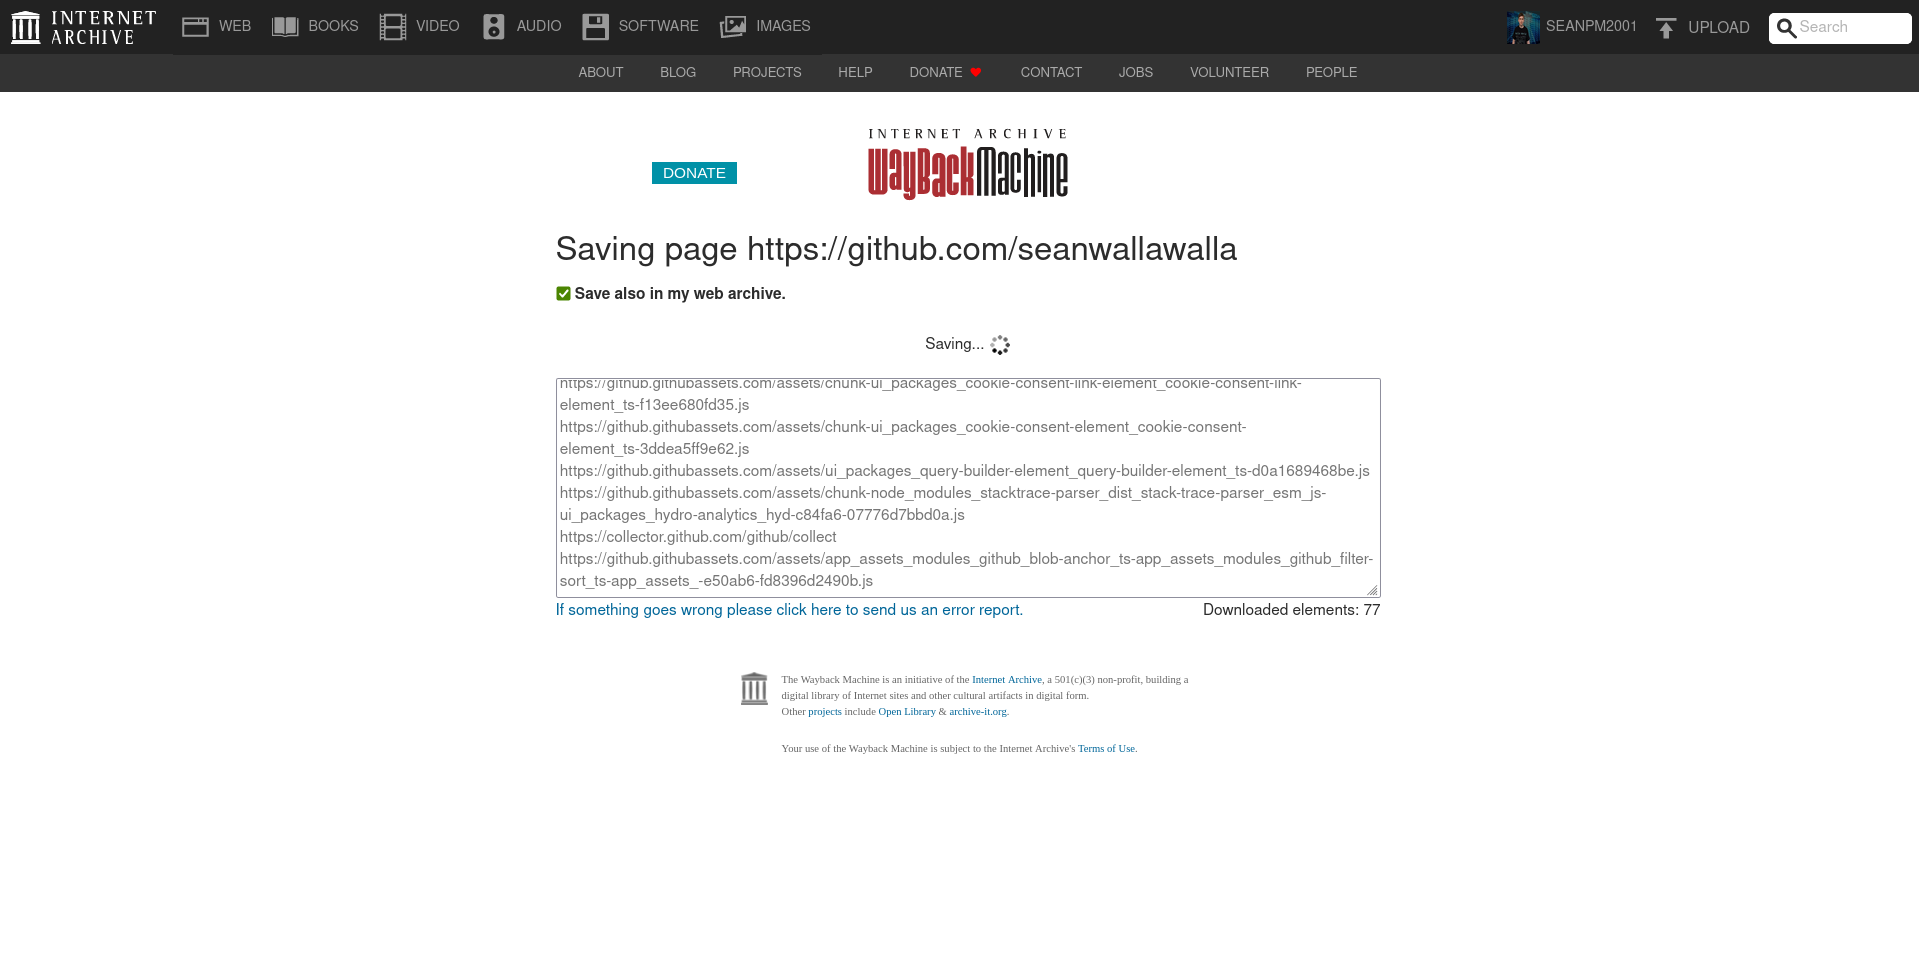 INTERNET ARCHIVE WEB BOOKS VIDEO AUDIO SOFTWARE IMAGES SEANPM2001 UPLOAD Search
ABOUT BLOG PROJECTS HELP DONATE CONTACT JOBS VOLUNTEER PEOPLE
INTERNET ARCHIVE
WayBackMachine
DONATE
Saving page https://github.com/seanwallawalla
Save also in my web archive.
Saving...
https://github.githubassets.com/assets/chunk-ui_packages_cookie-consent-link-element_cookie-consent-link-
element_ts-f13ee680fd35.js
https://github.githubassets.com/assets/chunk-ui_packages_cookie-consent-element_cookie-consent-
element_ts-3ddea5ff9e62.js
https://github.githubassets.com/assets/ui_packages_query-builder-element_query-builder-element_ts-d0a1689468be.js
https://github.githubassets.com/assets/chunk-node_modules_stacktrace-parser_dist_stack-trace-parser_esm_js-
ui_packages_hydro-analytics_hyd-c84fa6-07776d7bbd0a.js
https://collector.github.com/github/collect
https://github.githubassets.com/assets/app_assets_modules_github_blob-anchor_ts-app_assets_modules_github_filter-
sort_ts-app_assets_-e50ab6-fd8396d2490b.js
If something goes wrong please click here to send us an error report. Downloaded elements: 77
The Wayback Machine is an initiative of the Internet Archive, a 501(c)(3) non-profit, building a
digital library of Internet sites and other cultural artifacts in digital form.
Other projects include Open Library & archive-it.org.
Your use of the Wayback Machine is subject to the Internet Archive's Terms of Use.